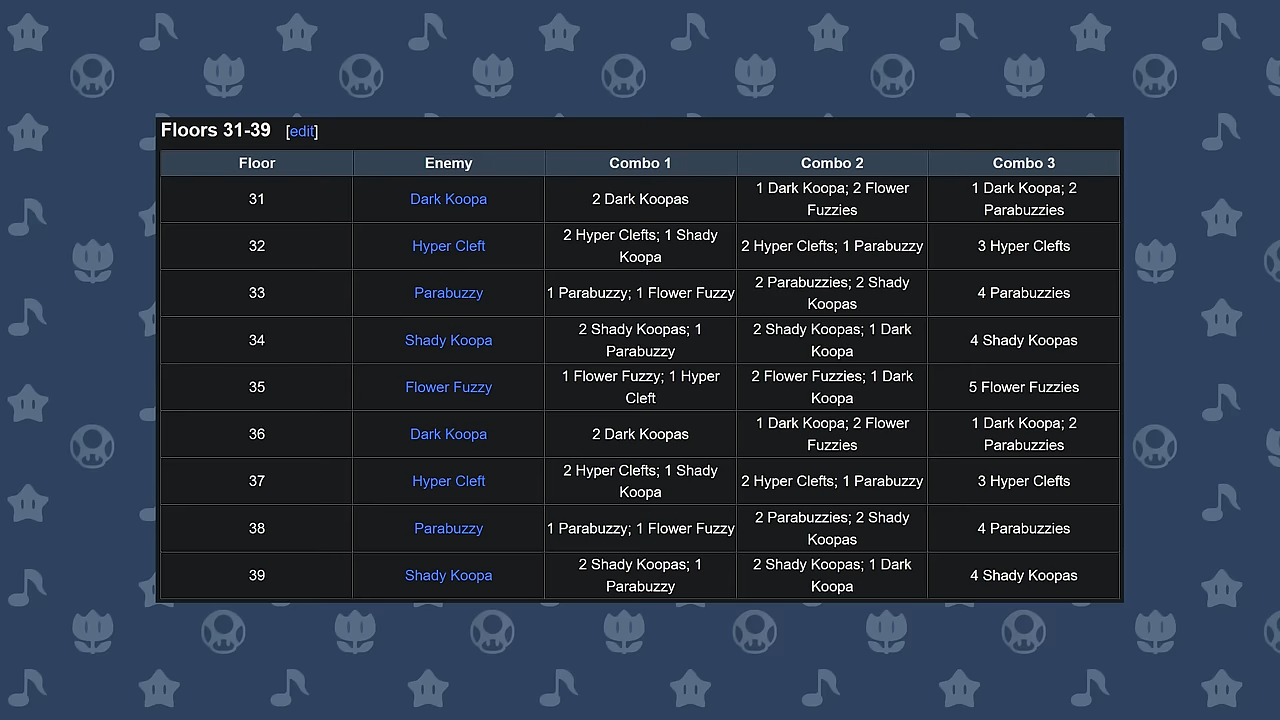 Floors 31-39 [edit]
Floor Enemy Combo 1 Combo 2 Combo 3
31 Dark Koopa 2 Dark Koopas 1 Dark Koopa; 2 Flower Fuzzies 1 Dark Koopa; 2 Parabuzzies
32 Hyper Cleft 2 Hyper Clefts; 1 Shady Koopa 2 Hyper Clefts; 1 Parabuzzy 3 Hyper Clefts
33 Parabuzzy 1 Parabuzzy; 1 Flower Fuzzy 2 Parabuzzies; 2 Shady Koopas 4 Parabuzzies
34 Shady Koopa 2 Shady Koopas; 1 Parabuzzy 2 Shady Koopas; 1 Dark Koopa 4 Shady Koopas
35 Flower Fuzzy 1 Flower Fuzzy; 1 Hyper Cleft 2 Flower Fuzzies; 1 Dark Koopa 5 Flower Fuzzies
36 Dark Koopa 2 Dark Koopas 1 Dark Koopa; 2 Flower Fuzzies 1 Dark Koopa; 2 Parabuzzies
37 Hyper Cleft 2 Hyper Clefts; 1 Shady Koopa 2 Hyper Clefts; 1 Parabuzzy 3 Hyper Clefts
38 Parabuzzy 1 Parabuzzy; 1 Flower Fuzzy 2 Parabuzzies; 2 Shady Koopas 4 Parabuzzies
39 Shady Koopa 2 Shady Koopas; 1 Parabuzzy 2 Shady Koopas; 1 Dark Koopa 4 Shady Koopas